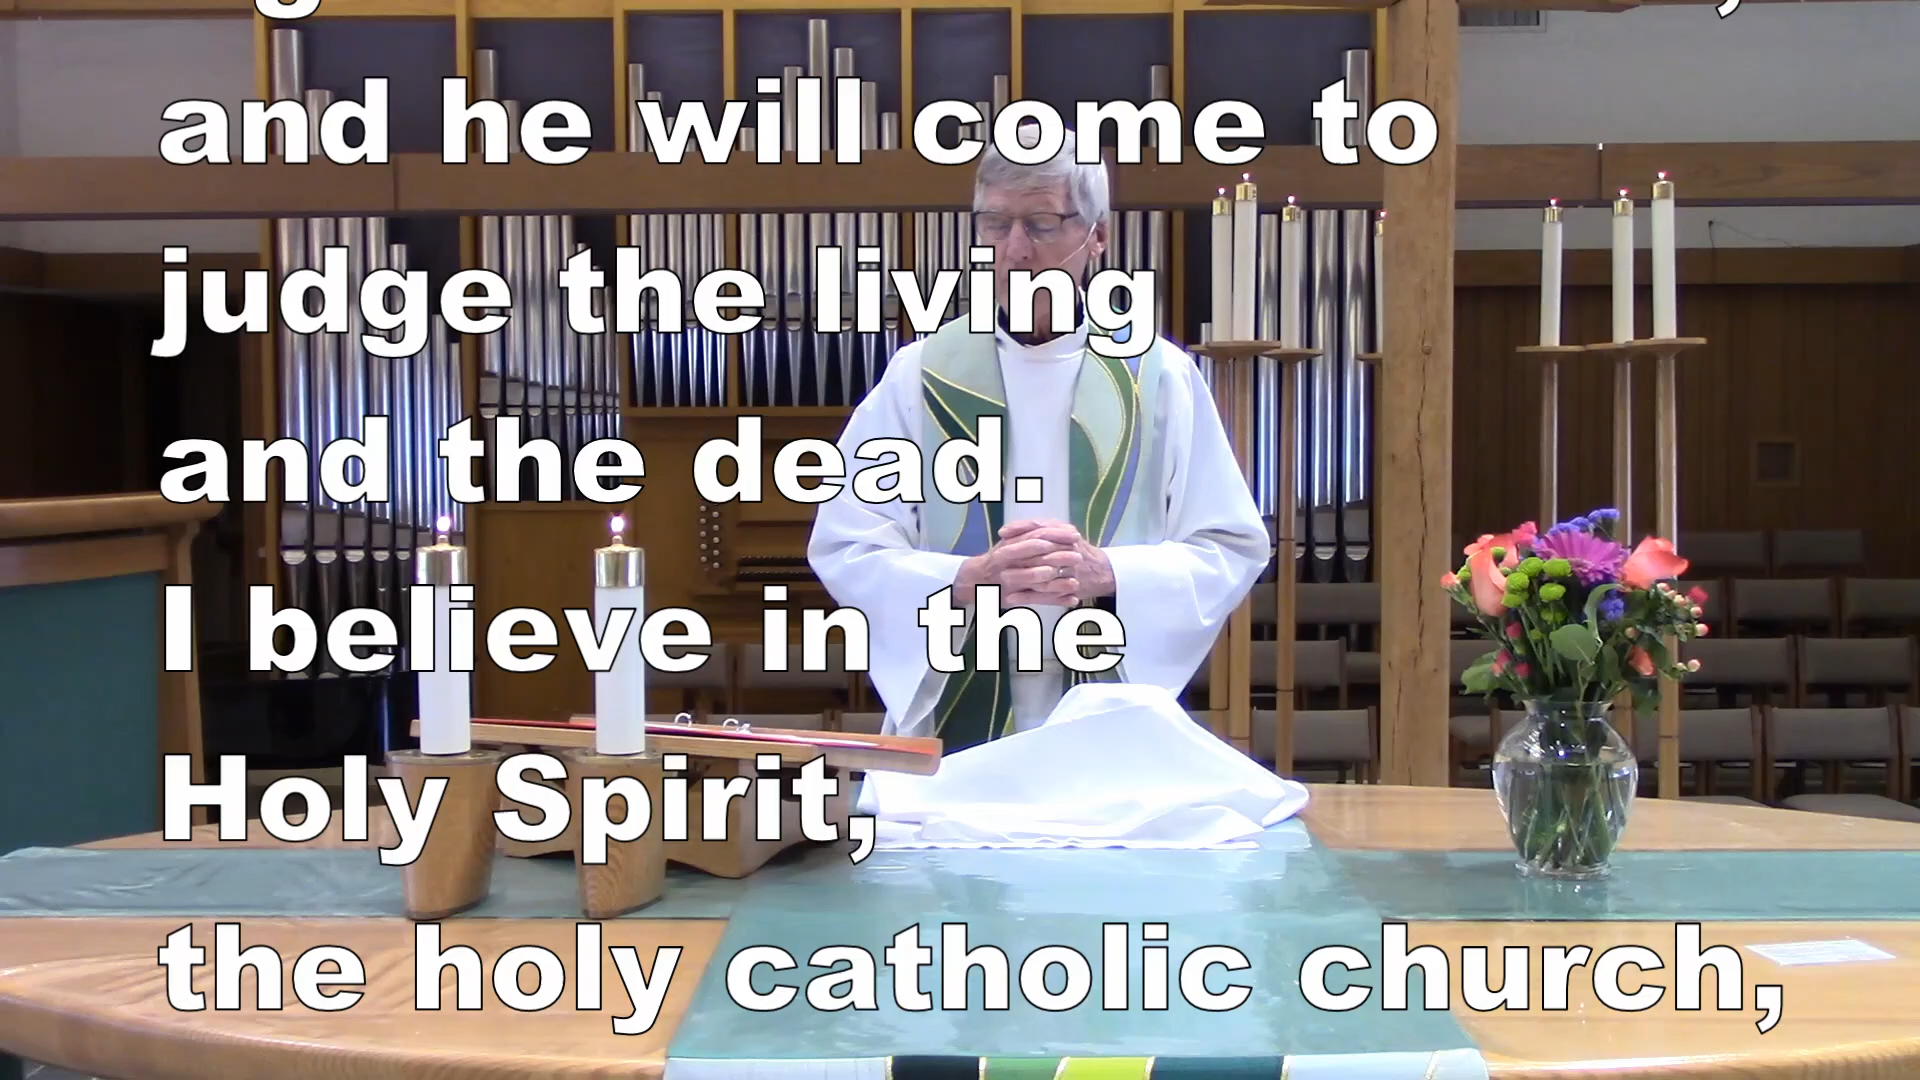 and he will come to
judge the living
and the dead.
I believe in the
Holy Spirit,
the holy catholic church,